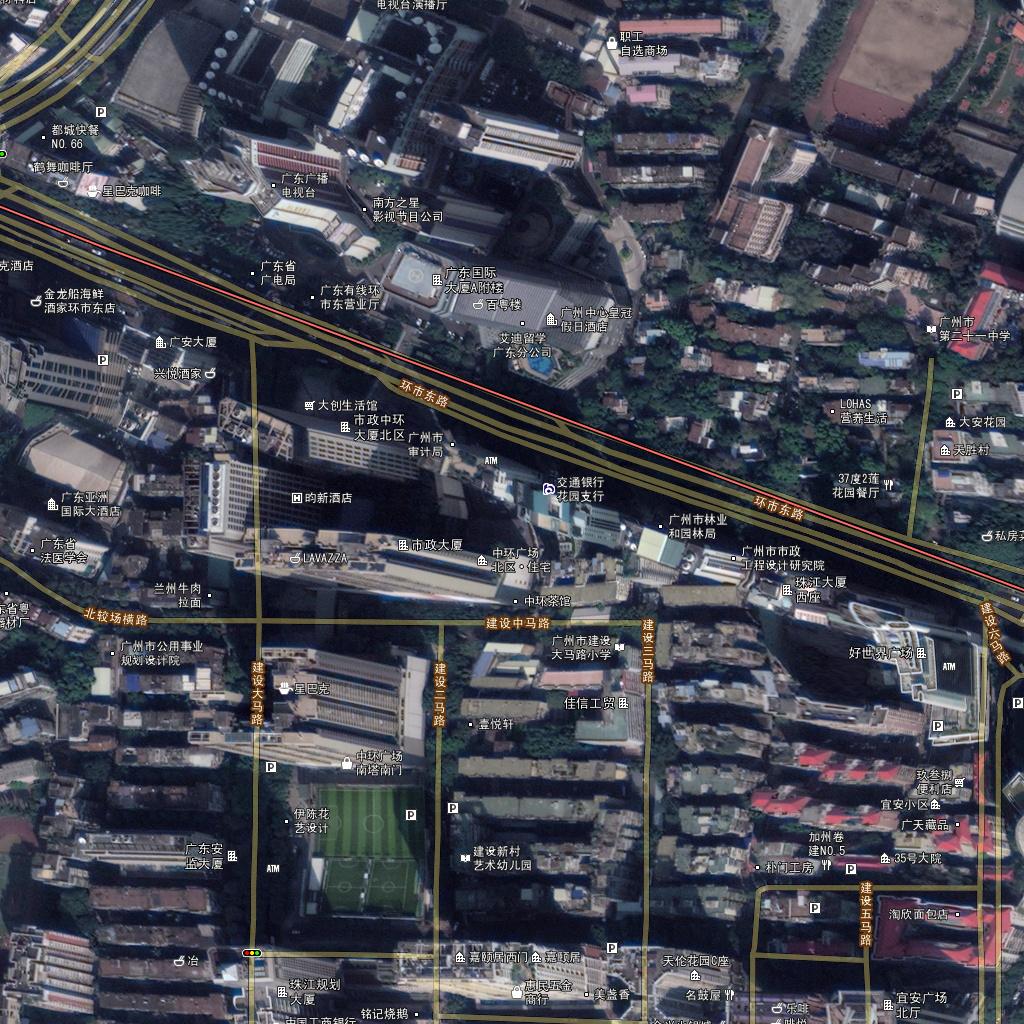 电视台演播厅
职工
自选商场
都城快餐
NO.66
鹤舞咖啡厅
星巴克咖啡
广东广播
电视台
南方之星
影视节目公司
克酒店
广东省
广电局
广东国际
大厦A附楼
百粤楼
广东有线环
市东营业厅
金龙船海鲜
酒家环市东店
广州中心皇冠
假日酒店
艾迪留学
广东分公司
广州市
第二十一中学
广安大厦
兴悦酒家
环市东路
大创生活馆
市政中环
大厦北区
广州市
审计局
LOHAS
营养生活
大安花园
天胜村
ATM
交通银行
花园支行
37度2莲
花园餐厅
广东亚洲
国际大酒店
昀新酒店
环市东路
广州市林业
和园林局
广东省
法医学会
LAVAZZA
市政大厦
中环广场
北区·住宅
广州市市政
工程设计研究院
私房菜
珠江大厦
西座
兰州牛肉
拉面
中环茶馆
北较场横路
建设中马路
建设三马路
建设六马路
广州市公用事业
规划设计院
广州市建设
大马路小学
好世界广场
ATM
建设大马路
建设二马路
星巴克
佳信工贸
壹悦轩
中环广场
南塔南门
玖叁捌
便利店
宜安小区
广天藏品
伊陈花
艺设计
加州卷
建NO.5
朴门工房
35号大院
广东安
监大厦
ATM
建设新村
艺术幼儿园
建设五马路
淘欣面包店
冶
嘉颐居西门
嘉颐居
天伦花园C座
珠江规划
大厦
惠民五金
商行
美盏香
名鼓屋
乐啡
宜安广场
北厅
中国工商银行
铭记烧鹅